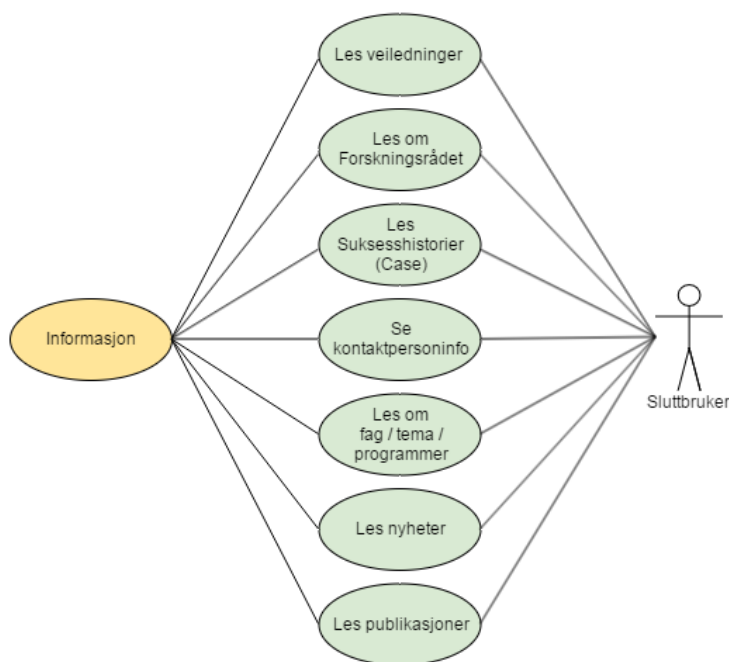 Les veiledninger
Les om
Forskningsrådet
Les
Suksesshistorier
(Case)
Informasjon
Se
kontaktpersoninfo
Sluttbruker
Les om
fag / tema /
programmer
Les nyheter
Les publikasjoner